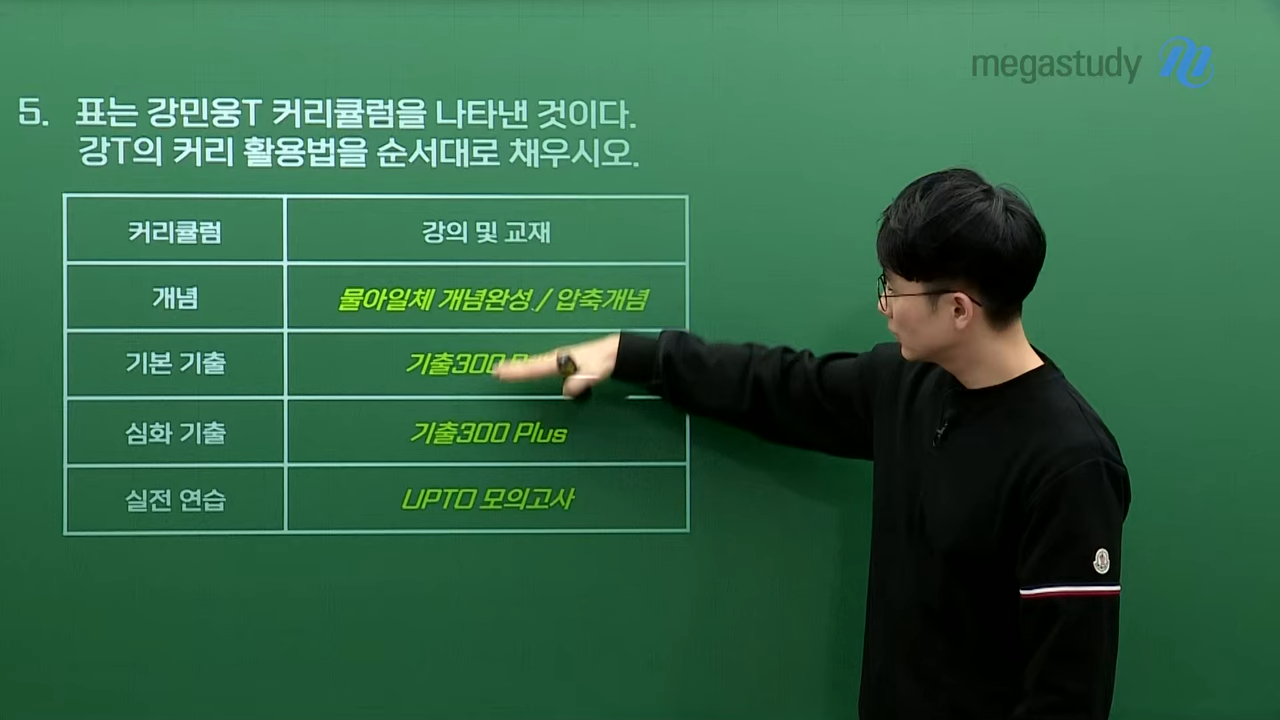 megastudy
5. 표는 강민웅T 커리큘럼을 나타낸 것이다.
강T의 커리 활용법을 순서대로 채우시오.
커리큘럼 강의 및 교재
개념 물아일체 개념완성 / 압축개념
기본 기출 기출300
심화 기출 기출300 Plus
실전 연습 UPTO 모의고사